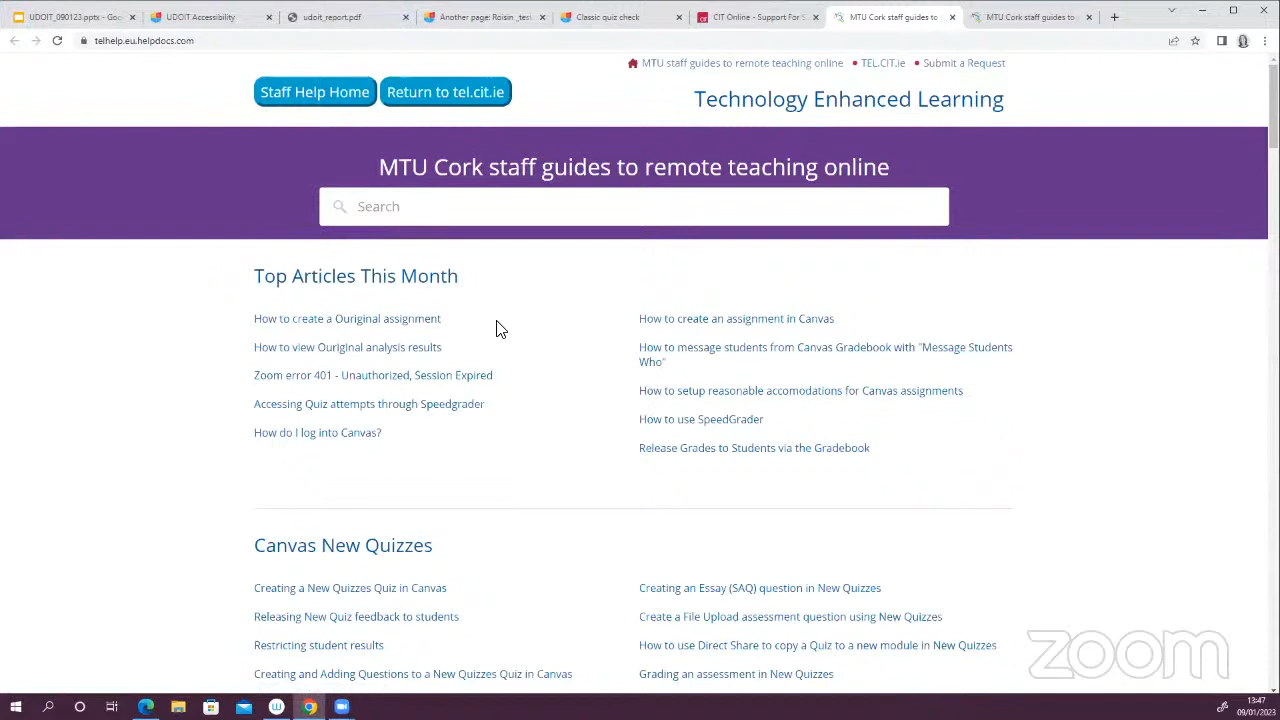 UDOIT_090123.pptx - Goo
UDOIT Accessibility
udoit_report.pdf
Another page: Roisin _test
Classic quiz check
CIT Online - Support For S
MTU Cork staff guides to
MTU Cork staff guides to
telhelp.eu.helpdocs.com
MTU staff guides to remote teaching online
TEL.CIT.ie
Submit a Request
Staff Help Home
Return to tel.cit.ie
Technology Enhanced Learning
MTU Cork staff guides to remote teaching online
Search
Top Articles This Month
How to create a Ouriginal assignment
How to view Ouriginal analysis results
Zoom error 401 - Unauthorized, Session Expired
Accessing Quiz attempts through Speedgrader
How do I log into Canvas?
How to create an assignment in Canvas
How to message students from Canvas Gradebook with "Message Students
Who"
How to setup reasonable accomodations for Canvas assignments
How to use SpeedGrader
Release Grades to Students via the Gradebook
Canvas New Quizzes
Creating a New Quizzes Quiz in Canvas
Releasing New Quiz feedback to students
Restricting student results
Creating and Adding Questions to a New Quizzes Quiz in Canvas
Creating an Essay (SAQ) question in New Quizzes
Create a File Upload assessment question using New Quizzes
How to use Direct Share to copy a Quiz to a new module in New Quizzes
Grading an assessment in New Quizzes
zoom
13:47
09/01/2023